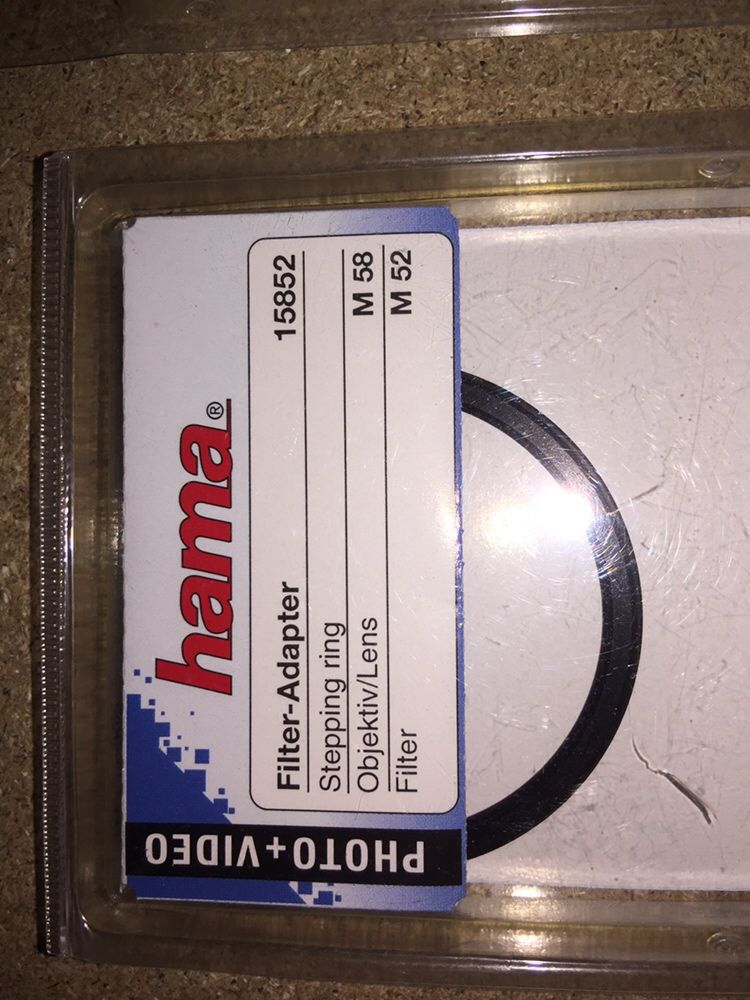 hama®
Filter-Adapter 15852
Stepping ring
Objektiv/Lens M 58
Filter M 52
PHOTO+VIDEO